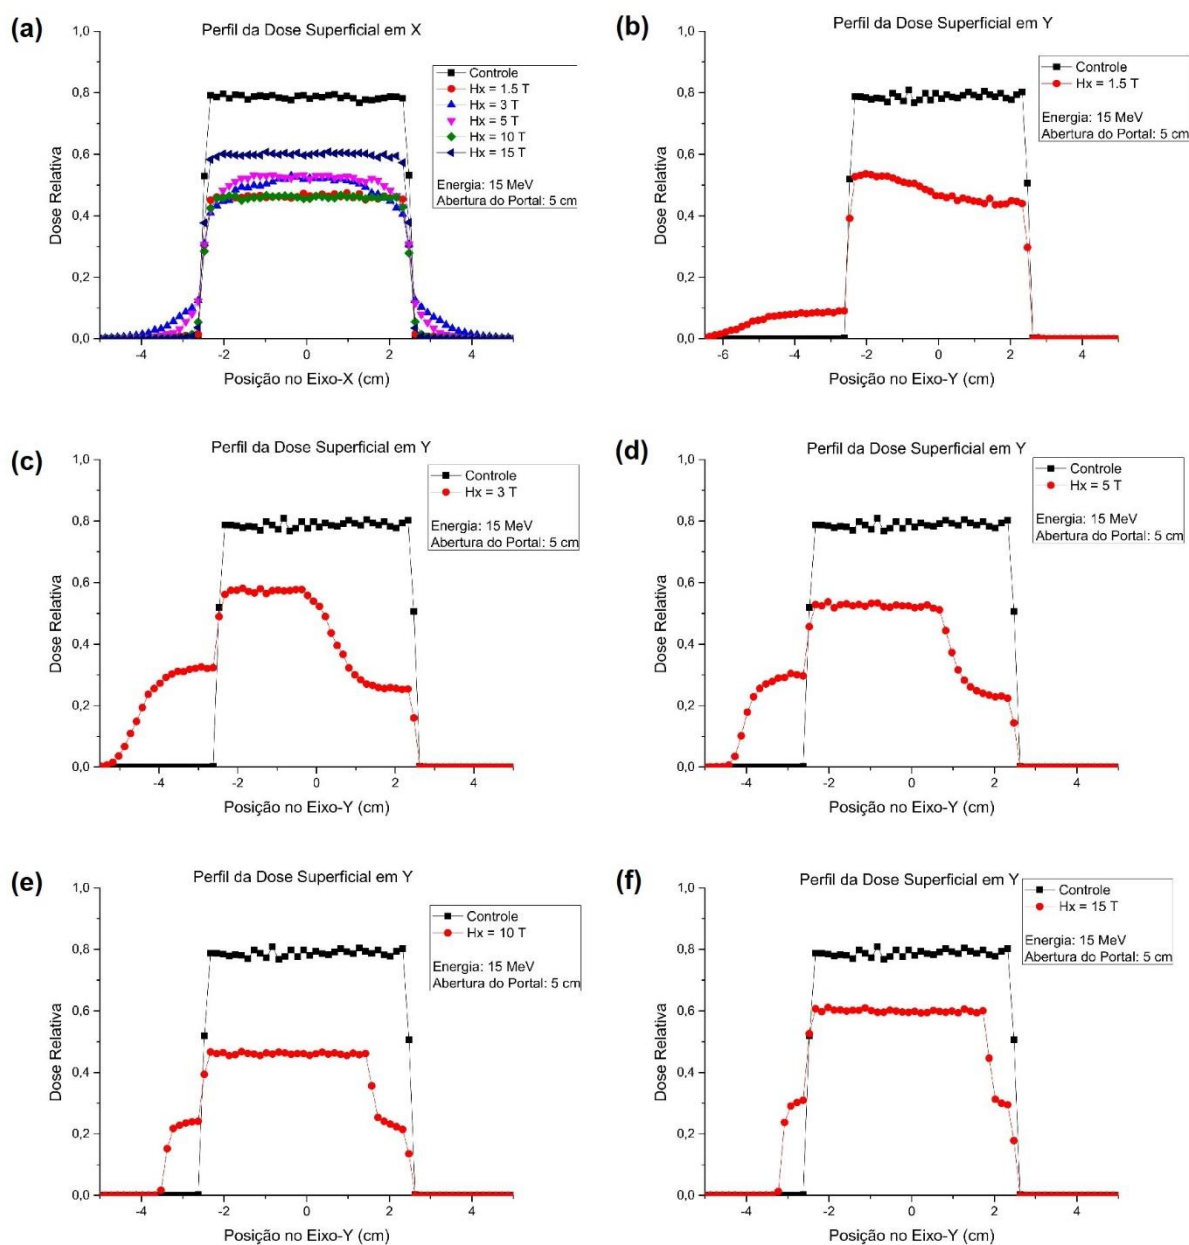 (a)
Perfil da Dose Superficial em X
Dose Relativa
1,0
0,8
0,6
0,4
0,2
0,0
-4
-2
0
2
4
Posição no Eixo-X (cm)
Controle
Hx = 1.5 T
Hx = 3 T
Hx = 5 T
Hx = 10 T
Hx = 15 T
Energia: 15 MeV
Abertura do Portal: 5 cm
(b)
Perfil da Dose Superficial em Y
Dose Relativa
1,0
0,8
0,6
0,4
0,2
0,0
-6
-4
-2
0
2
4
Posição no Eixo-Y (cm)
Controle
Hx = 1.5 T
Energia: 15 MeV
Abertura do Portal: 5 cm
(c)
Perfil da Dose Superficial em Y
Dose Relativa
1,0
0,8
0,6
0,4
0,2
0,0
-4
-2
0
2
4
Posição no Eixo-Y (cm)
Controle
Hx = 3 T
Energia: 15 MeV
Abertura do Portal: 5 cm
(d)
Perfil da Dose Superficial em Y
Dose Relativa
1,0
0,8
0,6
0,4
0,2
0,0
-4
-2
0
2
4
Posição no Eixo-Y (cm)
Controle
Hx = 5 T
Energia: 15 MeV
Abertura do Portal: 5 cm
(e)
Perfil da Dose Superficial em Y
Dose Relativa
1,0
0,8
0,6
0,4
0,2
0,0
-4
-2
0
2
4
Posição no Eixo-Y (cm)
Controle
Hx = 10 T
Energia: 15 MeV
Abertura do Portal: 5 cm
(f)
Perfil da Dose Superficial em Y
Dose Relativa
1,0
0,8
0,6
0,4
0,2
0,0
-4
-2
0
2
4
Posição no Eixo-Y (cm)
Controle
Hx = 15 T
Energia: 15 MeV
Abertura do Portal: 5 cm